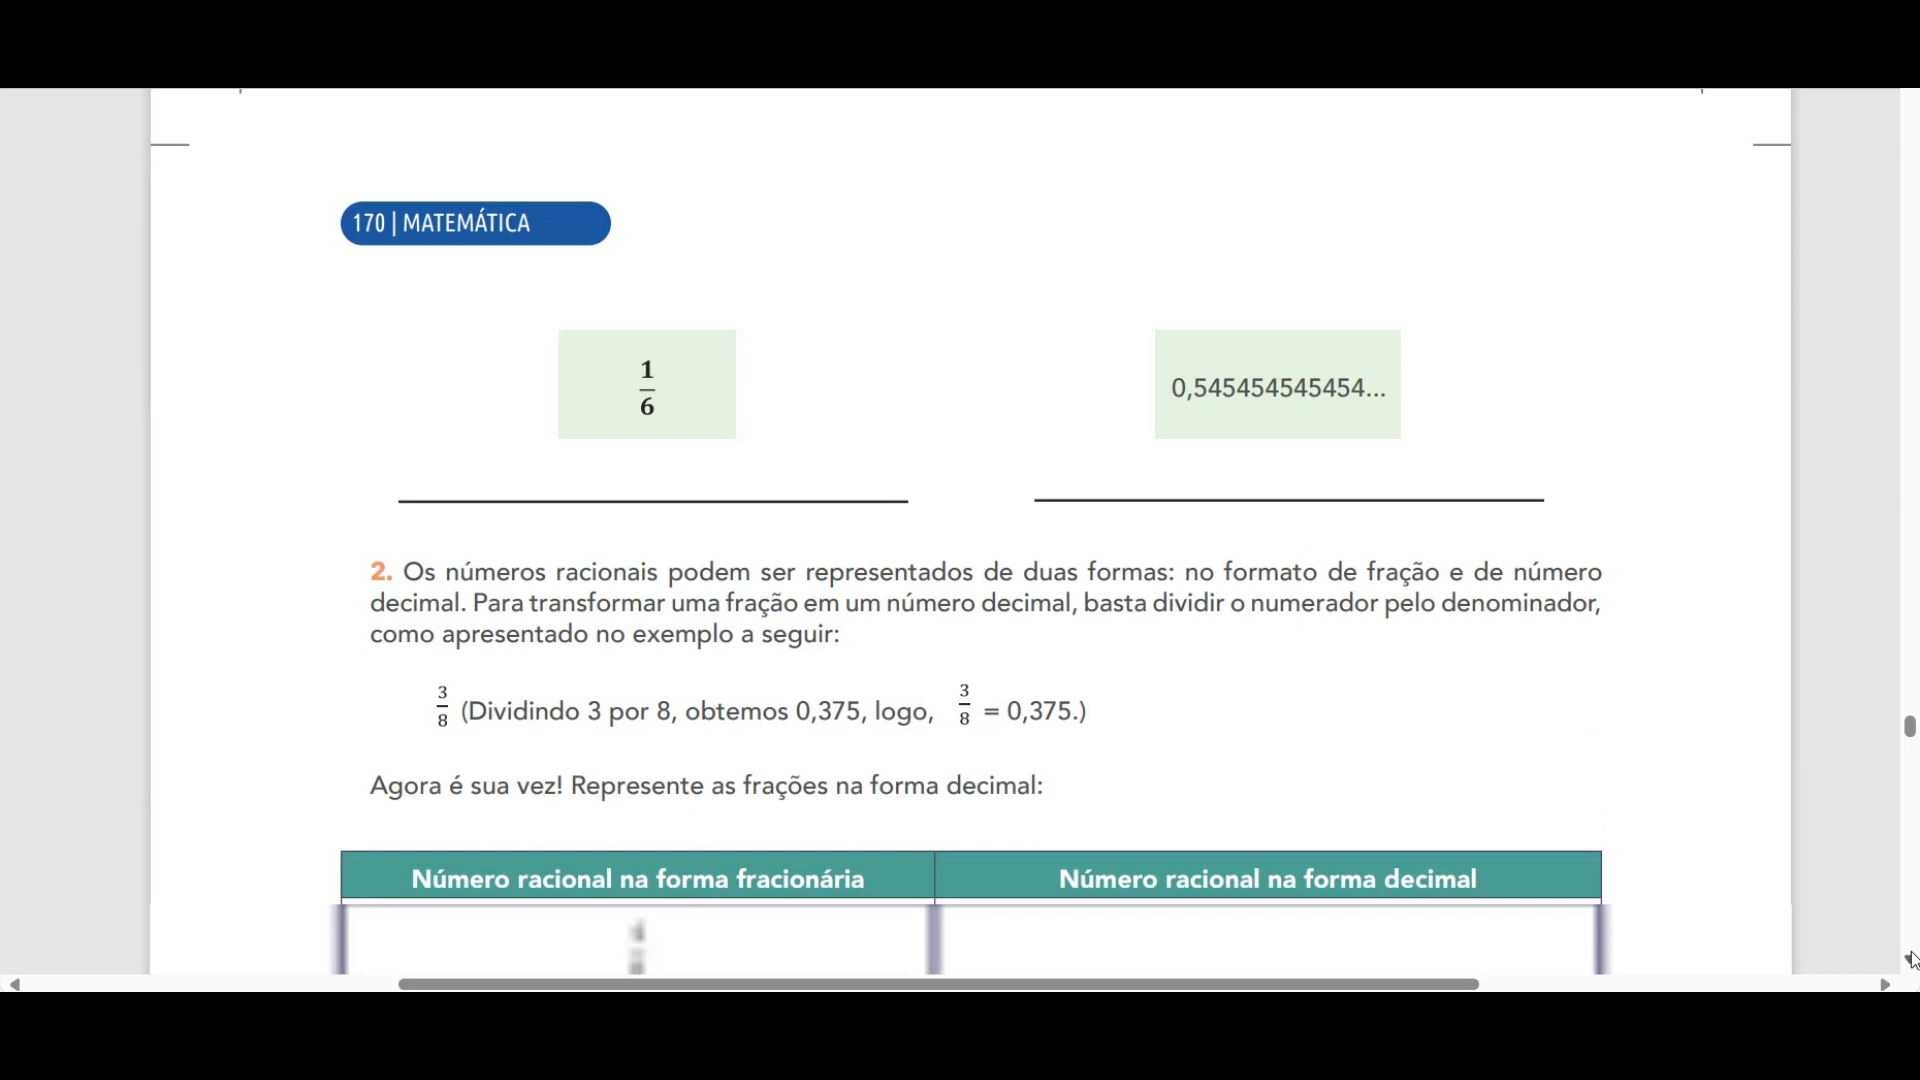 170 | MATEMÁTICA
1
6
0,545454545454...
2. Os números racionais podem ser representados de duas formas: no formato de fração e de número
decimal. Para transformar uma fração em um número decimal, basta dividir o numerador pelo denominador,
como apresentado no exemplo a seguir:
3/8 (Dividindo 3 por 8, obtemos 0,375, logo, 3/8 = 0,375.)
Agora é sua vez! Represente as frações na forma decimal:
Número racional na forma fracionária
Número racional na forma decimal